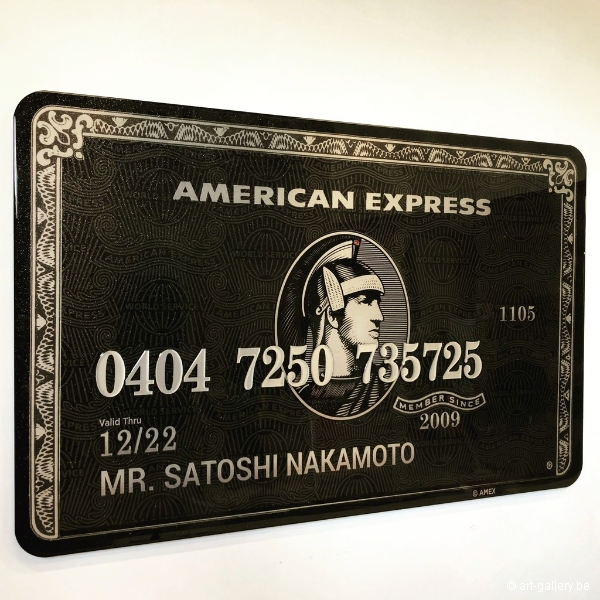 AMERICAN EXPRESS
1105
0404 7250 735725
MEMBER SINCE
2009
Valid Thru
12/22
MR. SATOSHI NAKAMOTO
®
© AMEX
© art-gallery.be